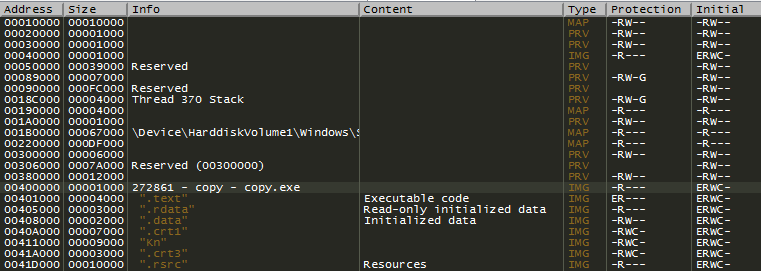 Address Size Info Content Type Protection Initial
00010000 00010000 MAP -RW-- -RW--
00020000 00001000 PRV -RW-- -RW--
00030000 00001000 PRV -RW-- -RW--
00040000 00001000 IMG -R--- ERWC-
00050000 00039000 Reserved PRV -RW--
00089000 00007000 PRV -RW-G -RW--
00090000 000FC000 Reserved PRV -RW--
0018C000 00004000 Thread 370 Stack PRV -RW-G -RW--
00190000 00004000 MAP -R--- -R---
001A0000 00001000 PRV -RW-- -RW--
001B0000 00067000 \Device\HarddiskVolume1\Windows\S MAP -R--- -R---
00220000 000DF000 MAP -R--- -R---
00300000 00006000 PRV -RW-- -RW--
00306000 0007A000 Reserved (00300000) PRV -RW--
00380000 00012000 PRV -RW-- -RW--
00400000 00001000 272861 - copy - copy.exe IMG -R--- ERWC-
00401000 00004000 ".text" Executable code IMG ER--- ERWC-
00405000 00003000 ".rdata" Read-only initialized data IMG -R--- ERWC-
00408000 00002000 ".data" Initialized data IMG -RW-- ERWC-
0040A000 00007000 ".crt1" IMG -RWC- ERWC-
00411000 00009000 "Kn" IMG -RWC- ERWC-
0041A000 00003000 ".crt3" IMG -RWC- ERWC-
0041D000 00010000 ".rsrc" Resources IMG -R--- ERWC-